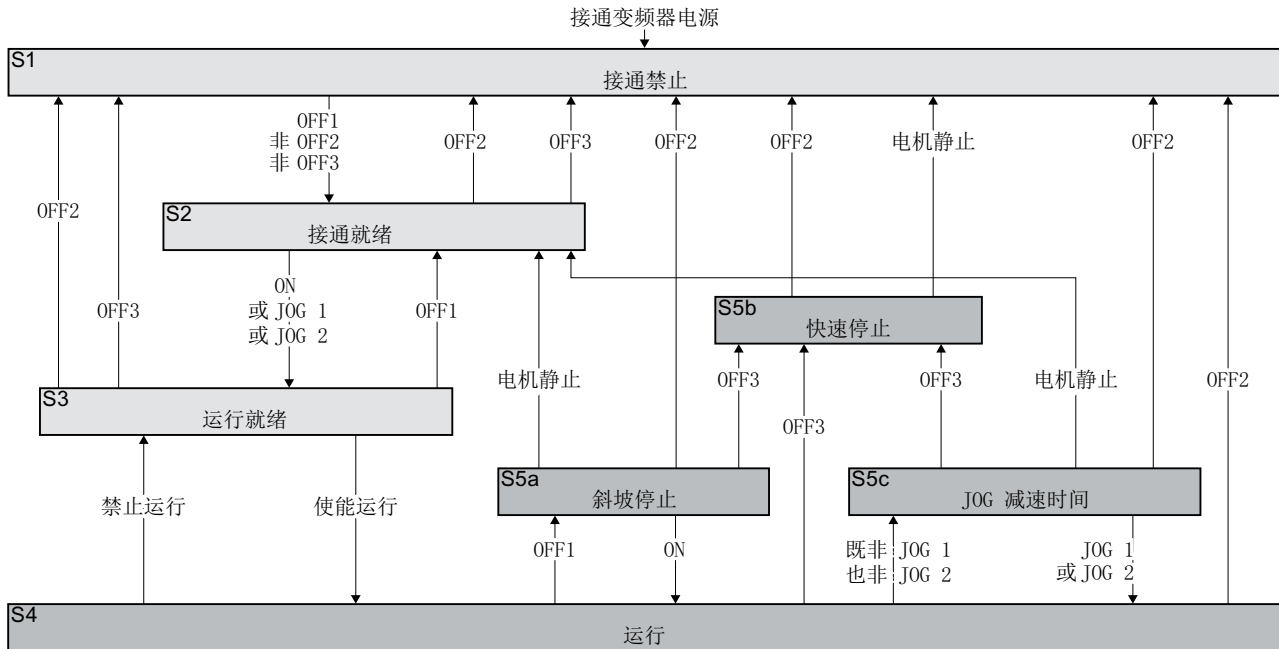 接通变频器电源
S1
接通禁止
OFF1
非 OFF2
非 OFF3
OFF2
OFF3
OFF2
OFF2
电机静止
OFF2
OFF2
S2
接通就绪
OFF3
ON
或 JOG 1
或 JOG 2
OFF1
S5b
快速停止
电机静止
OFF3
OFF3
电机静止
OFF2
S3
运行就绪
OFF3
S5a
斜坡停止
S5c
JOG 减速时间
禁止运行
使能运行
OFF1
ON
既非 JOG 1
也非 JOG 2
JOG 1
或 JOG 2
S4
运行